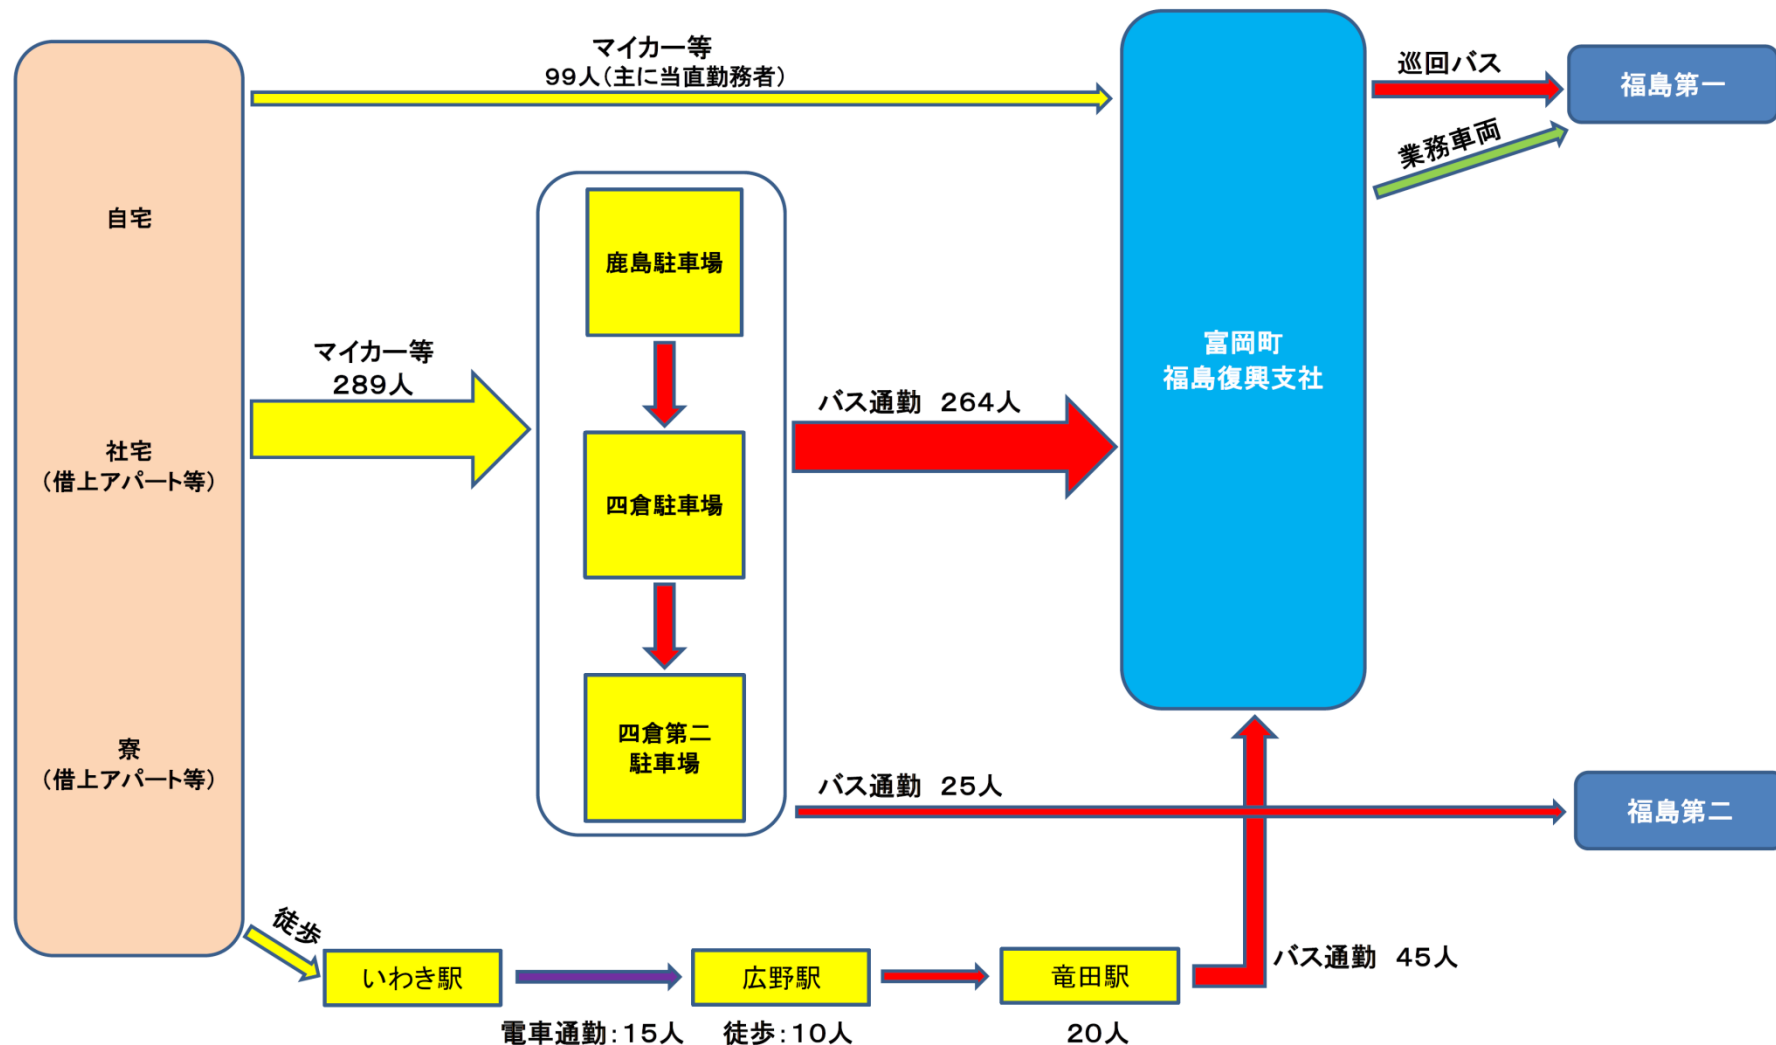 マイカー等
99人(主に当直勤務者)
巡回バス
福島第一
業務車両
自宅
鹿島駐車場
富岡町
福島復興支社
マイカー等
289人
バス通勤 264人
社宅
(借上アパート等)
四倉駐車場
四倉第二
駐車場
寮
(借上アパート等)
バス通勤 25人
福島第二
徒歩
いわき駅
広野駅
竜田駅
バス通勤 45人
電車通勤:15人
徒歩:10人
20人